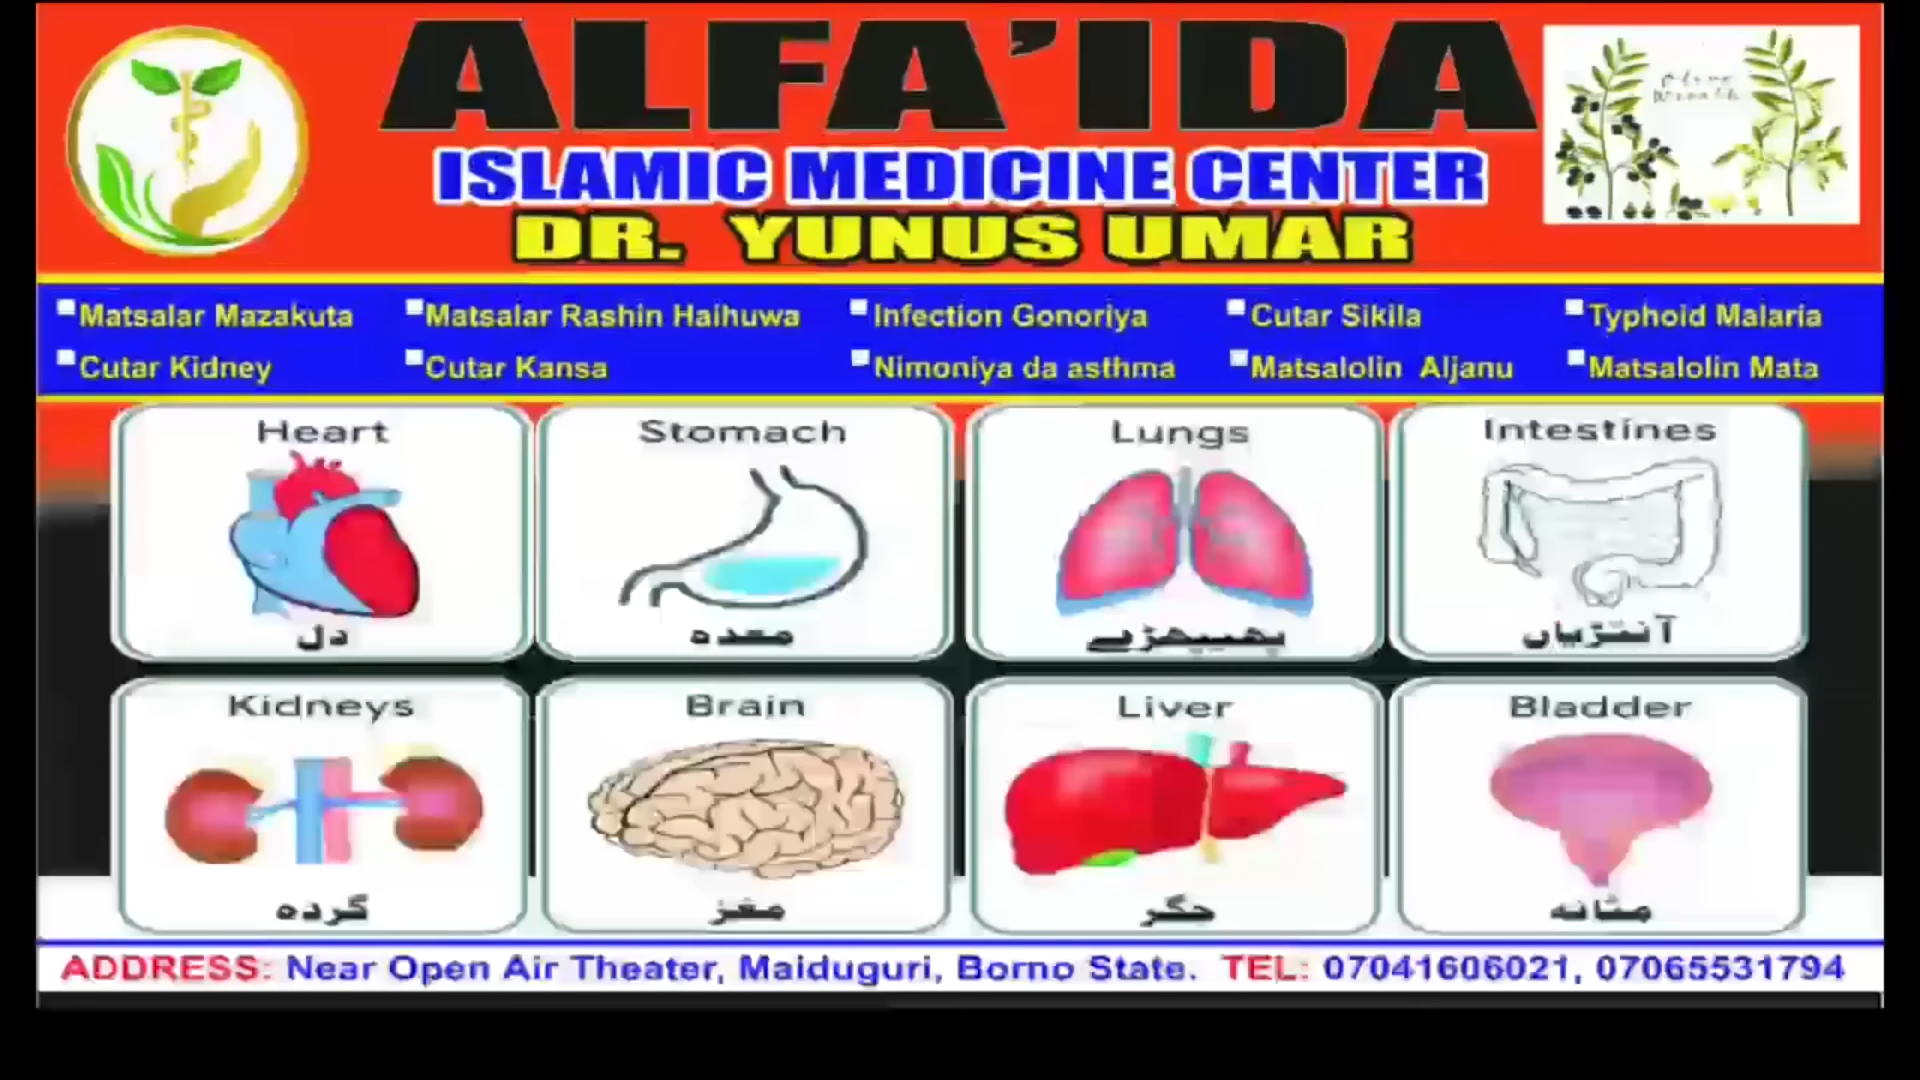 ALFA'IDA
ISLAMIC MEDICINE CENTER
DR. YUNUS UMAR
Matsalar Mazakuta Matsalar Rashin Haihuwa Infection Gonoriya Cutar Sikila Typhoid Malaria
Cutar Kidney Cutar Kansa Nimoniya da asthma Matsalolin Aljanu Matsalolin Mata
Heart Stomach Lungs Intestines
دل معدہ پھیپھڑے آنتڑیاں
Kidneys Brain Liver Bladder
گردہ مغز جگر مثانہ
ADDRESS: Near Open Air Theater, Maiduguri, Borno State. TEL: 07041606021, 07065531794